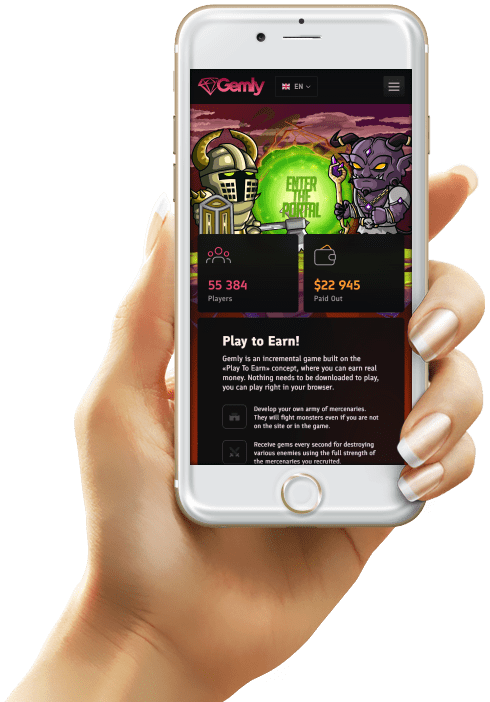 Gemly
EN
ENTER
THE
PORTAL
55 384
Players
$22 945
Paid Out
Play to Earn!
Gemly is an incremental game built on the
«Play To Earn» concept, where you can earn real
money. Nothing needs to be downloaded to play,
you can play right in your browser.
Develop your own army of mercenaries.
They will fight monsters even if you are not
on the site or in the game.
Receive gems every second for destroying
various enemies using the full strength of
the mercenaries you recruited.